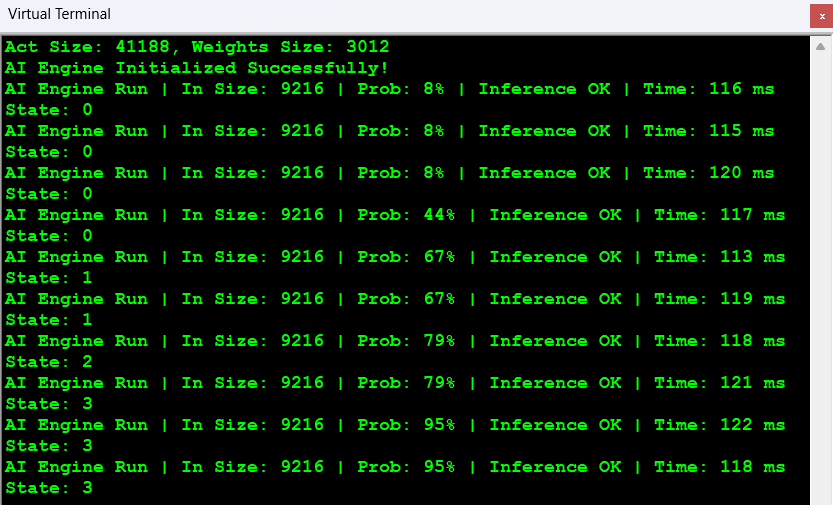 Virtual Terminal
x
Act Size: 41188, Weights Size: 3012
AI Engine Initialized Successfully!
AI Engine Run | In Size: 9216 | Prob: 8% | Inference OK | Time: 116 ms
State: 0
AI Engine Run | In Size: 9216 | Prob: 8% | Inference OK | Time: 115 ms
State: 0
AI Engine Run | In Size: 9216 | Prob: 8% | Inference OK | Time: 120 ms
State: 0
AI Engine Run | In Size: 9216 | Prob: 44% | Inference OK | Time: 117 ms
State: 0
AI Engine Run | In Size: 9216 | Prob: 67% | Inference OK | Time: 113 ms
State: 1
AI Engine Run | In Size: 9216 | Prob: 67% | Inference OK | Time: 119 ms
State: 1
AI Engine Run | In Size: 9216 | Prob: 79% | Inference OK | Time: 118 ms
State: 2
AI Engine Run | In Size: 9216 | Prob: 79% | Inference OK | Time: 121 ms
State: 3
AI Engine Run | In Size: 9216 | Prob: 95% | Inference OK | Time: 122 ms
State: 3
AI Engine Run | In Size: 9216 | Prob: 95% | Inference OK | Time: 118 ms
State: 3